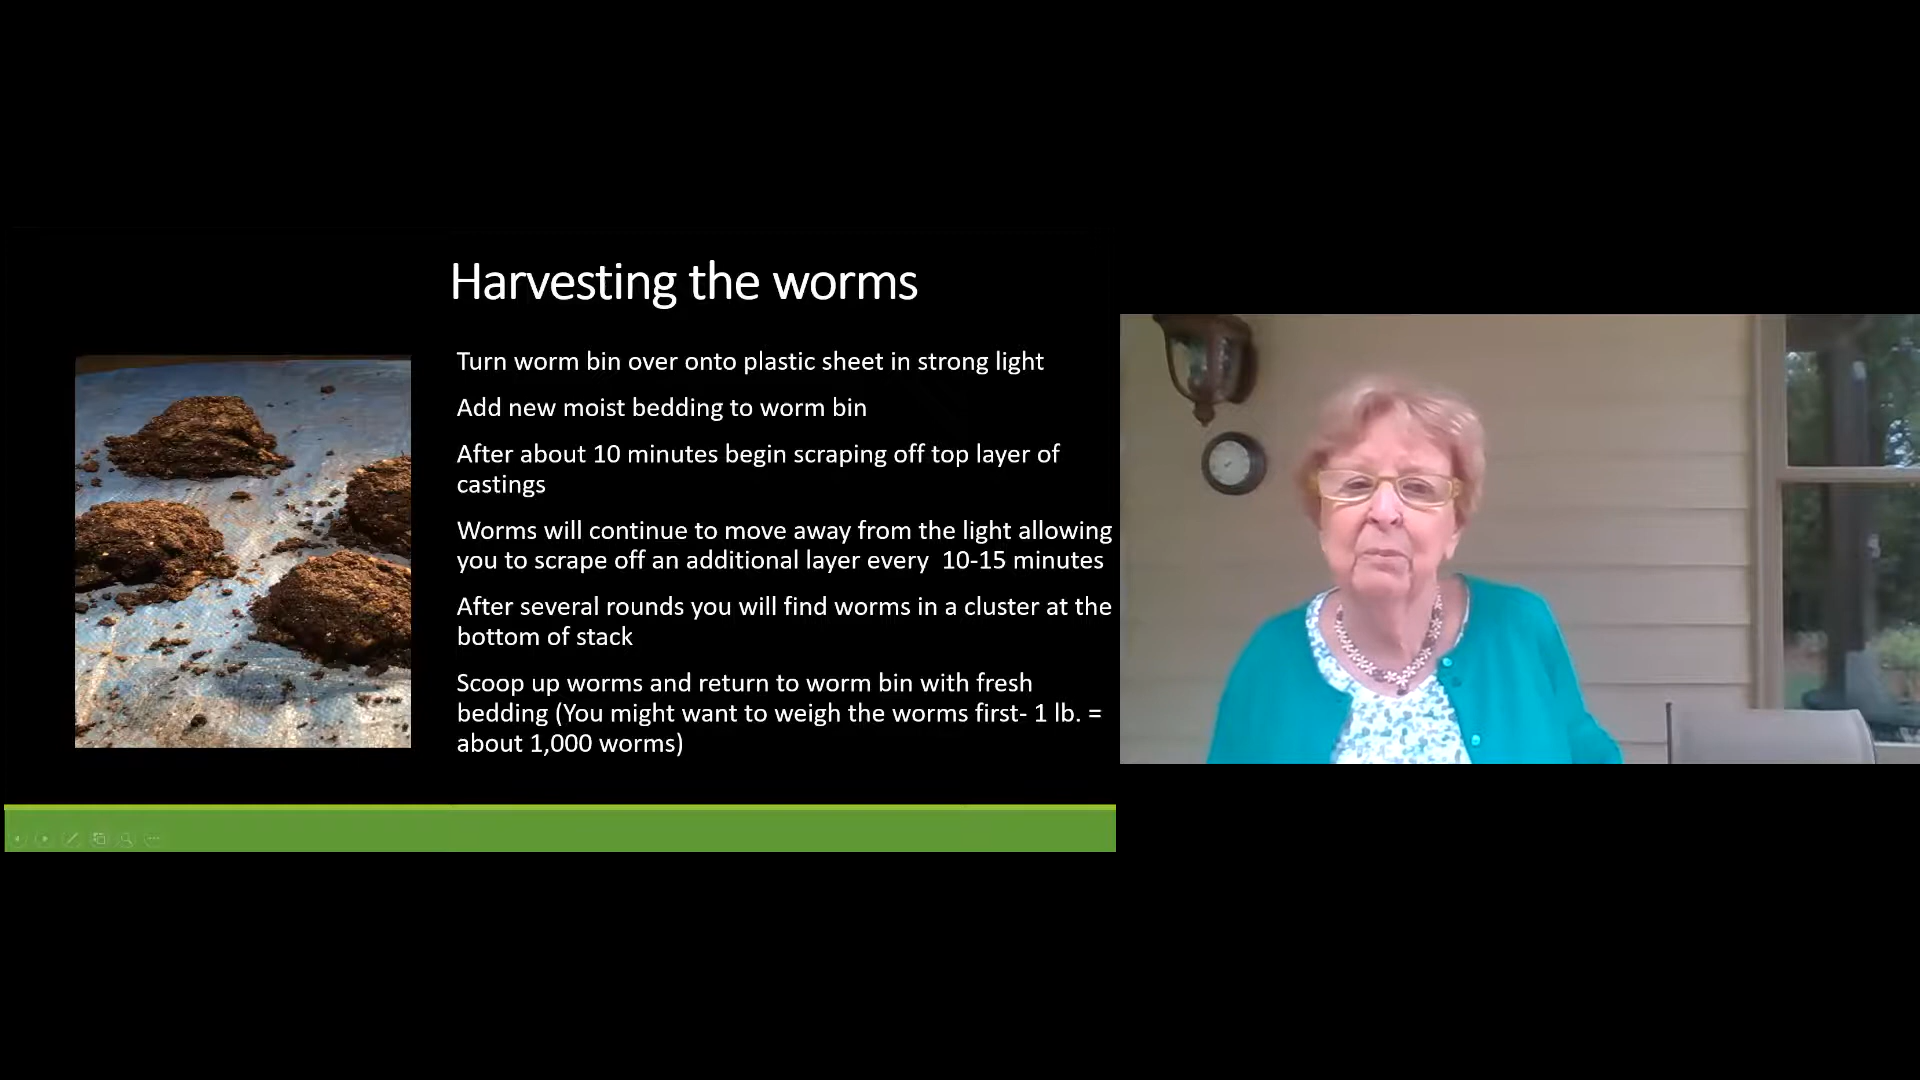 Harvesting the worms
Turn worm bin over onto plastic sheet in strong light
Add new moist bedding to worm bin
After about 10 minutes begin scraping off top layer of
castings
Worms will continue to move away from the light allowing
you to scrape off an additional layer every  10-15 minutes
After several rounds you will find worms in a cluster at the
bottom of stack
Scoop up worms and return to worm bin with fresh
bedding (You might want to weigh the worms first- 1 lb. =
about 1,000 worms)